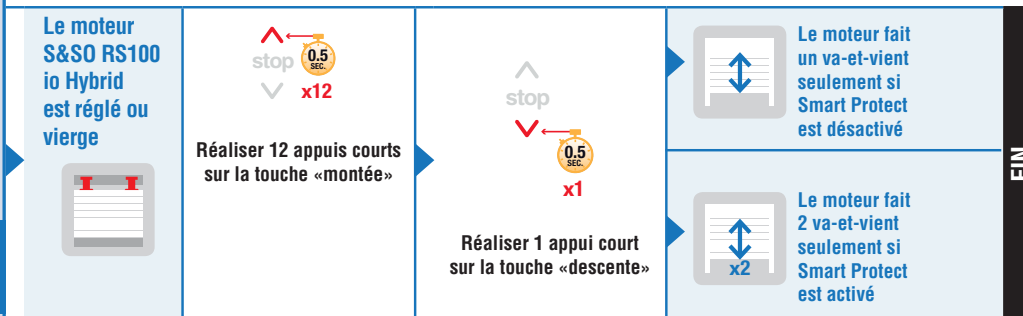 Le moteur
S&SO RS100
io Hybrid
est réglé ou
vierge
stop
0.5
SEC.
x12
Réaliser 12 appuis courts
sur la touche «montée»
stop
0.5
SEC.
x1
Réaliser 1 appui court
sur la touche «descente»
Le moteur fait
un va-et-vient
seulement si
Smart Protect
est désactivé
x2
Le moteur fait
2 va-et-vient
seulement si
Smart Protect
est activé
FIN